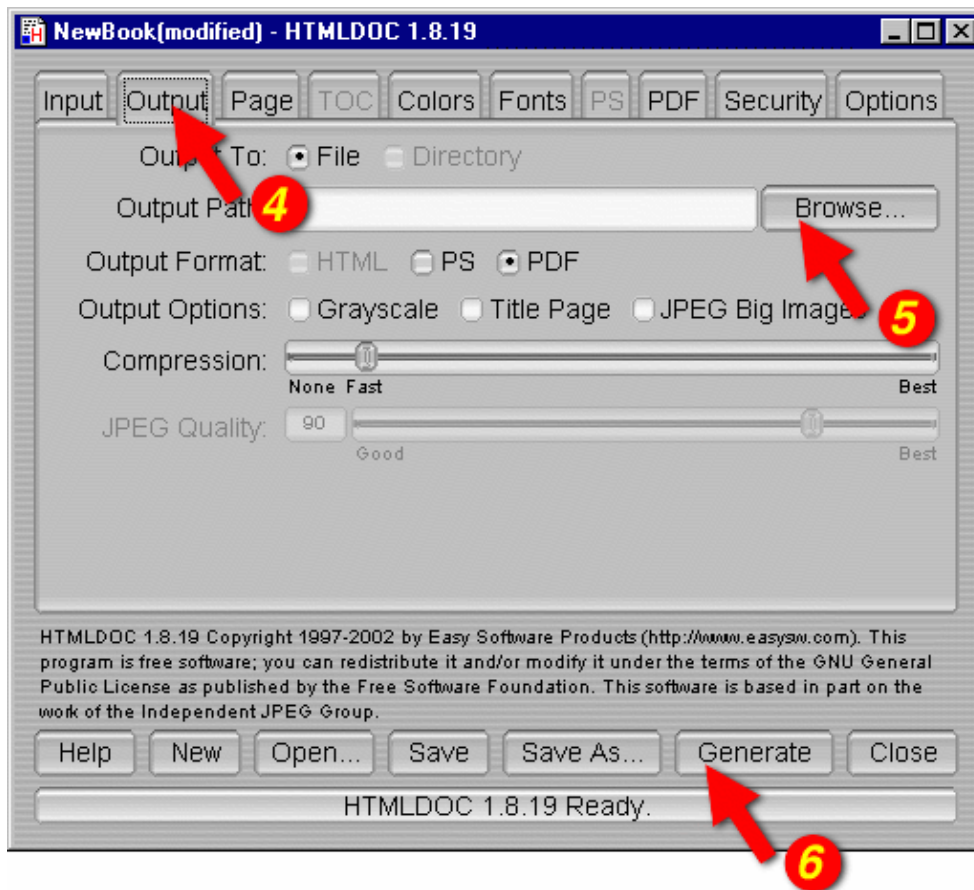 NewBook(modified) - HTMLDOC 1.8.19
Input Output Page TOC Colors Fonts PS PDF Security Options
4
Output To: File Directory
Output Path: Browse...
5
Output Format: HTML PS PDF
Output Options: Grayscale Title Page JPEG Big Images
Compression:
None Fast Best
JPEG Quality: 90
Good Best
HTMLDOC 1.8.19 Copyright 1997-2002 by Easy Software Products (http://www.easysw.com). This
program is free software; you can redistribute it and/or modify it under the terms of the GNU General
Public License as published by the Free Software Foundation. This software is based in part on the
work of the Independent JPEG Group.
Help New Open... Save Save As... Generate Close
HTMLDOC 1.8.19 Ready.
6